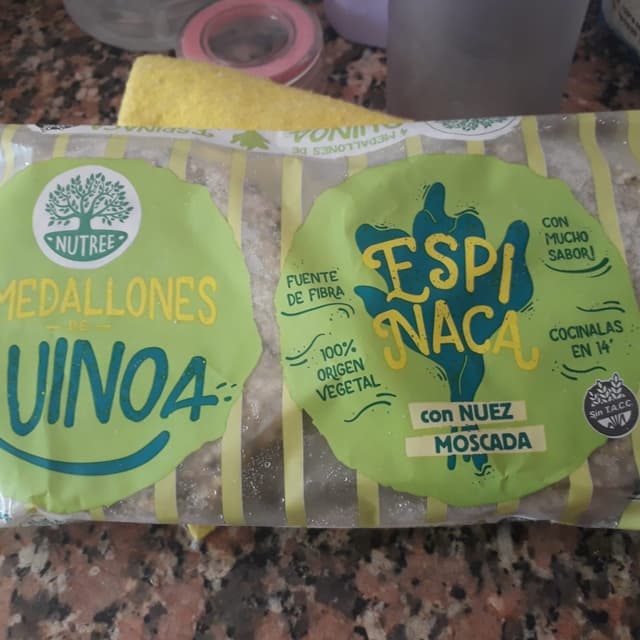 ESPINACA
4 MEDALLONES DE
QUINOA
NUTREE
MEDALLONES
DE
UINOA
FUENTE
DE FIBRA
100%
ORIGEN
VEGETAL
ESPI
NACA
con NUEZ
MOSCADA
CON
MUCHO
SABOR!
COCINALAS
EN 14'
Sin T.A.C.C.